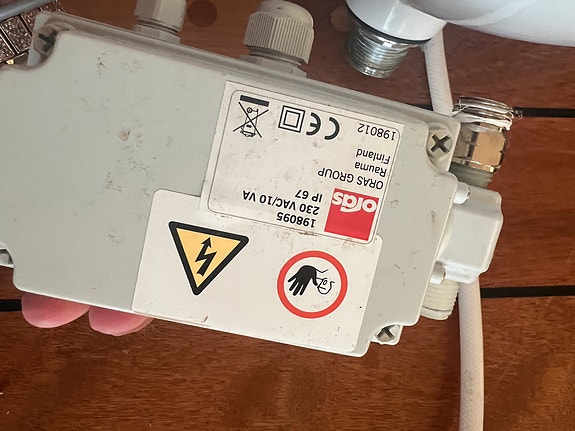 oras
198095
230 VAC/10 VA
IP 67
ORAS GROUP
Rauma
Finland
CE
198012